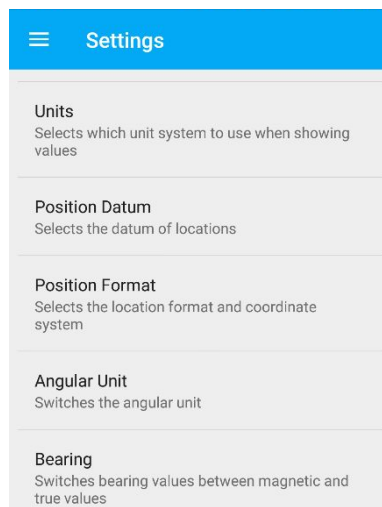 Settings
Units
Selects which unit system to use when showing
values
Position Datum
Selects the datum of locations
Position Format
Selects the location format and coordinate
system
Angular Unit
Switches the angular unit
Bearing
Switches bearing values between magnetic and
true values